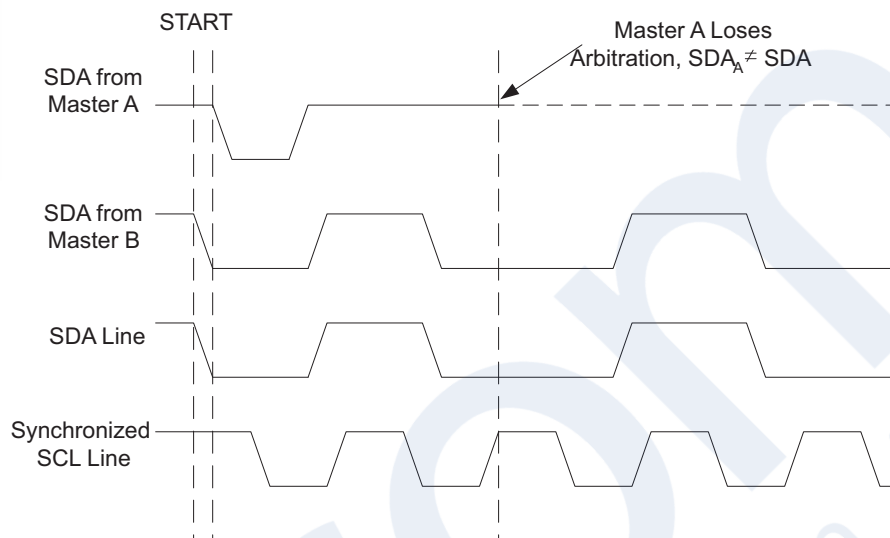 START
Master A Loses
Arbitration, SDA_A ≠ SDA
SDA from
Master A
SDA from
Master B
SDA Line
Synchronized
SCL Line